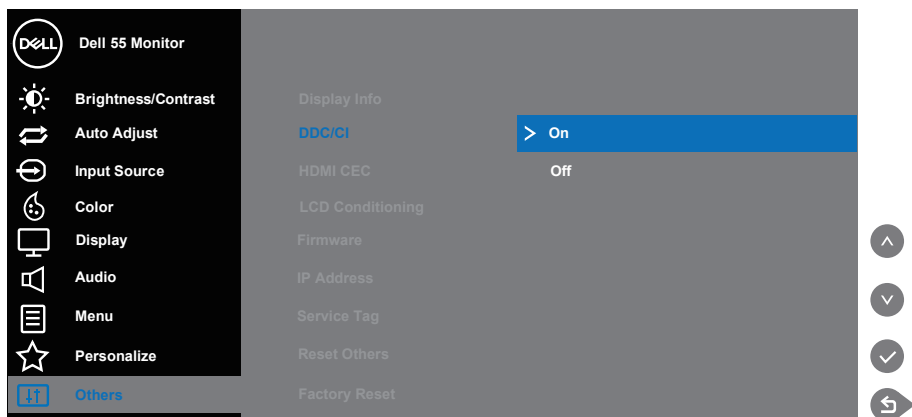 DELL
Dell 55 Monitor
Brightness/Contrast
Display Info
Auto Adjust
DDC/CI
> On
Input Source
HDMI CEC
Off
Color
LCD Conditioning
Display
Firmware
Audio
IP Address
Menu
Service Tag
Personalize
Reset Others
Others
Factory Reset